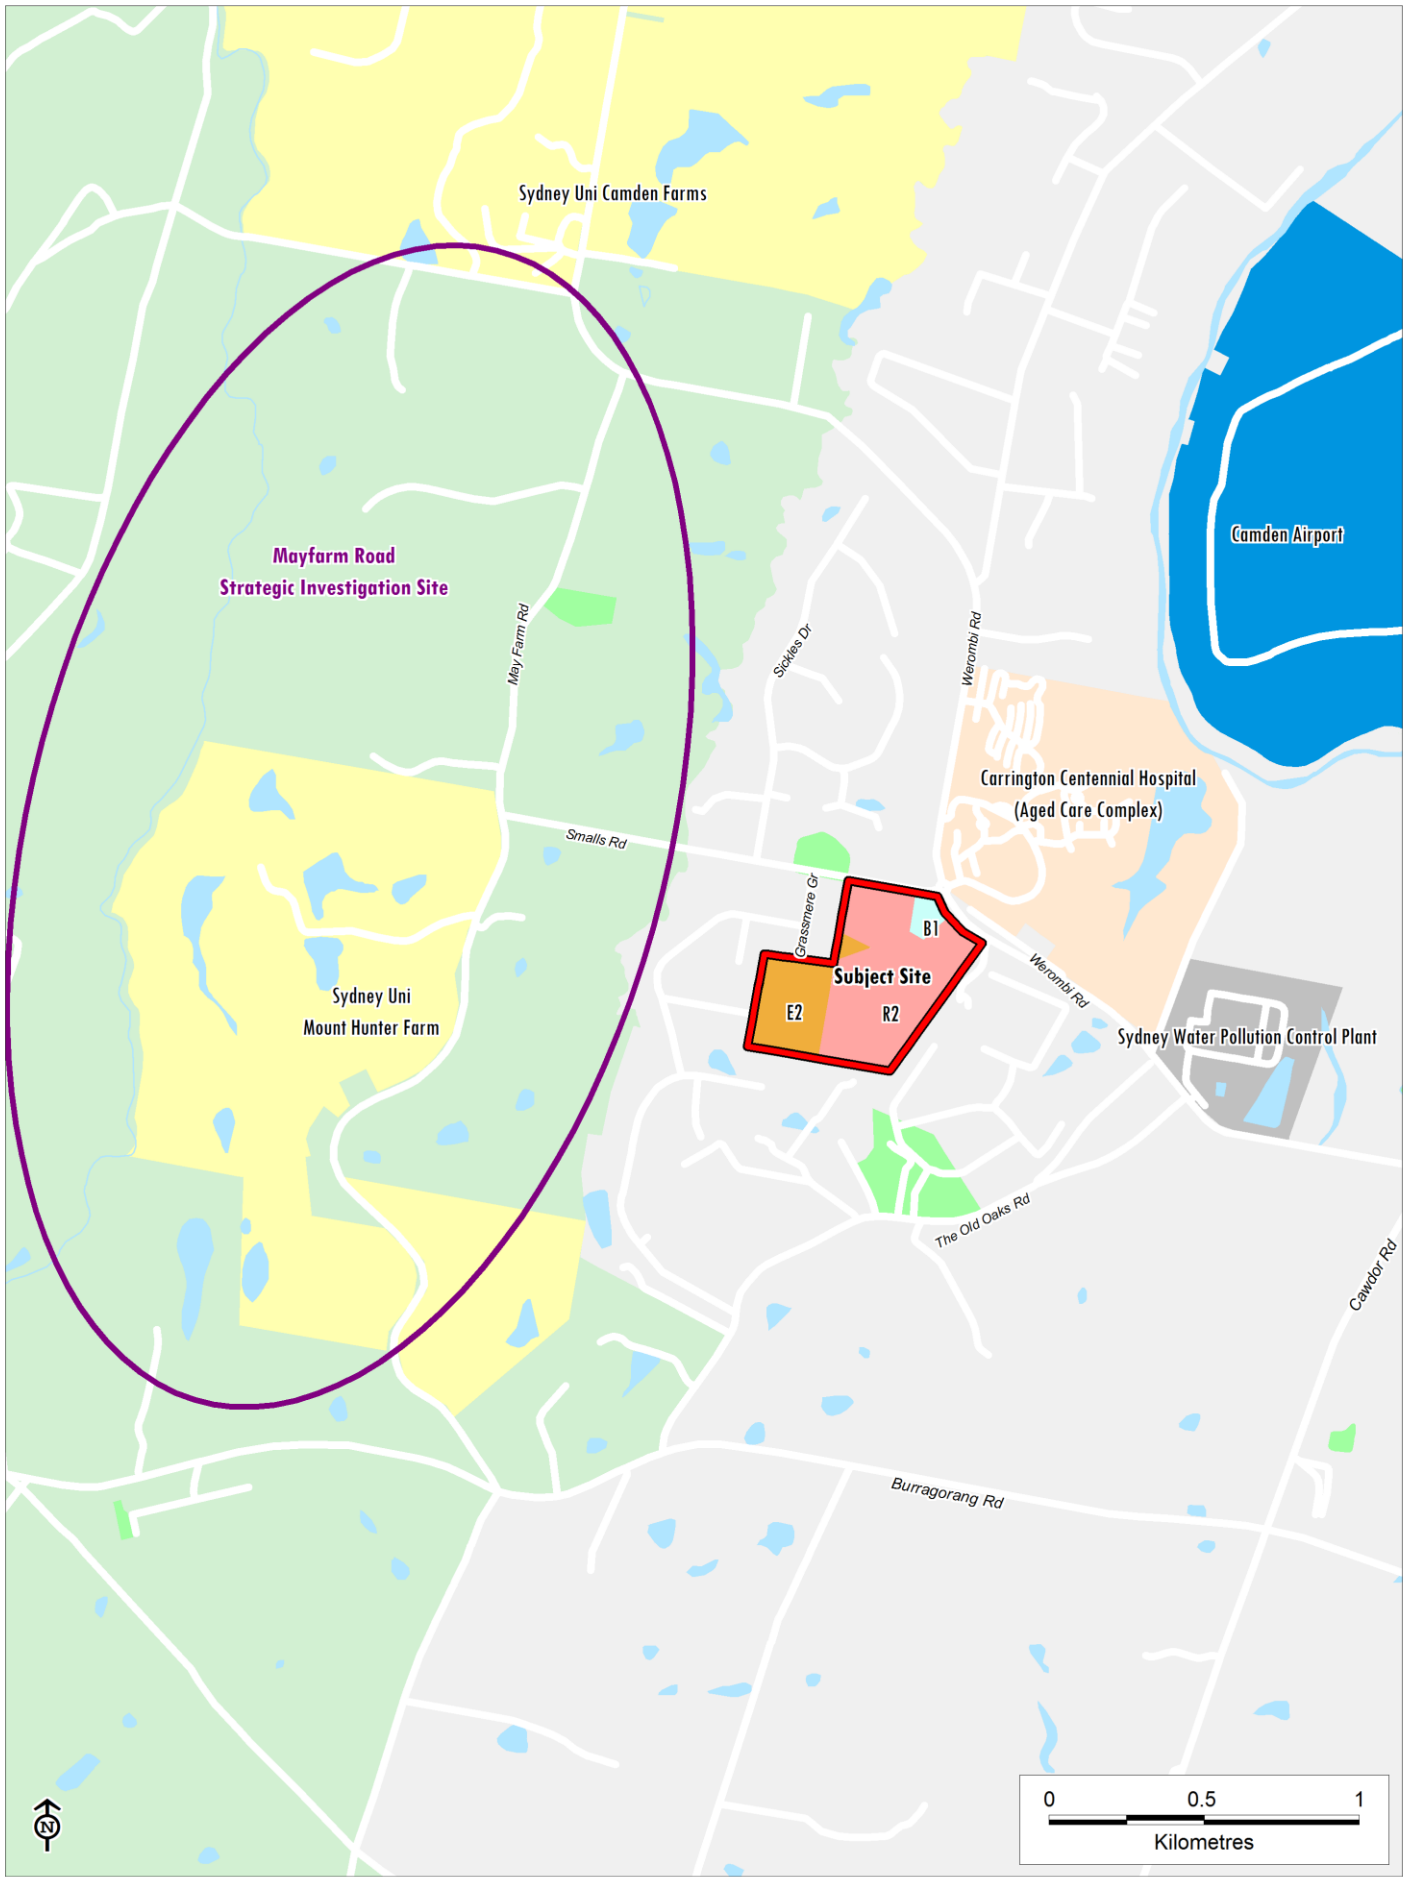 Sydney Uni Camden Farms
Camden Airport
Mayfarm Road
Strategic Investigation Site
May Farm Rd
Sickles Dr
Werombi Rd
Carrington Centennial Hospital
(Aged Care Complex)
Smalls Rd
Grassmere Gr
B1
Subject Site
E2
R2
Werombi Rd
Sydney Uni
Mount Hunter Farm
Sydney Water Pollution Control Plant
The Old Oaks Rd
Cawdor Rd
Burragorang Rd
N
0 0.5 1
Kilometres